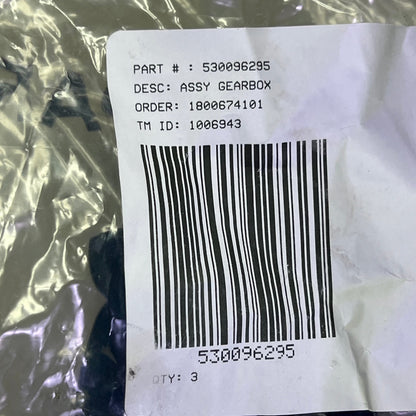 PART # : 530096295
DESC: ASSY GEARBOX
ORDER: 1800674101
TM ID: 1006943
530096295
QTY: 3